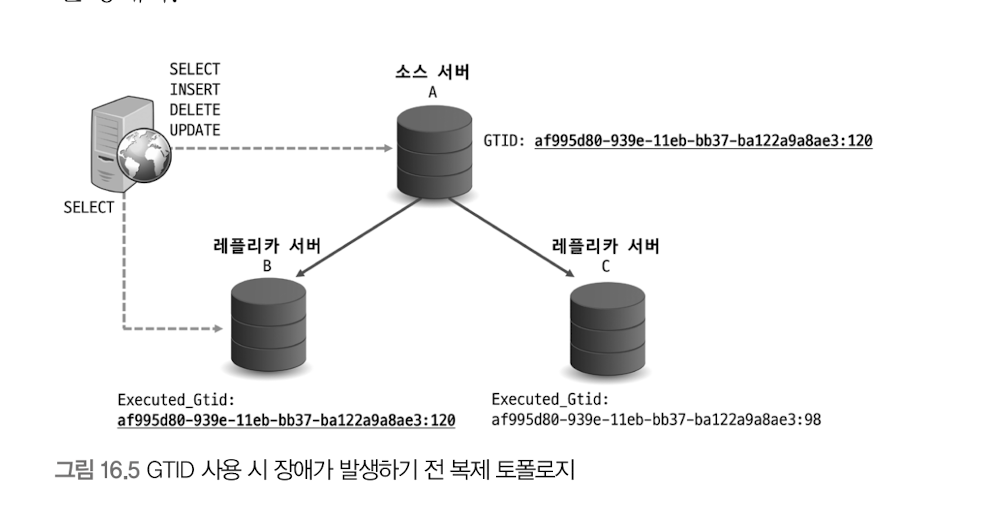 SELECT
INSERT
DELETE
UPDATE
소스 서버
A
GTID: af995d80-939e-11eb-bb37-ba122a9a8ae3:120
SELECT
레플리카 서버
B
레플리카 서버
C
Executed_Gtid:
af995d80-939e-11eb-bb37-ba122a9a8ae3:120
Executed_Gtid:
af995d80-939e-11eb-bb37-ba122a9a8ae3:98
그림 16.5 GTID 사용 시 장애가 발생하기 전 복제 토폴로지